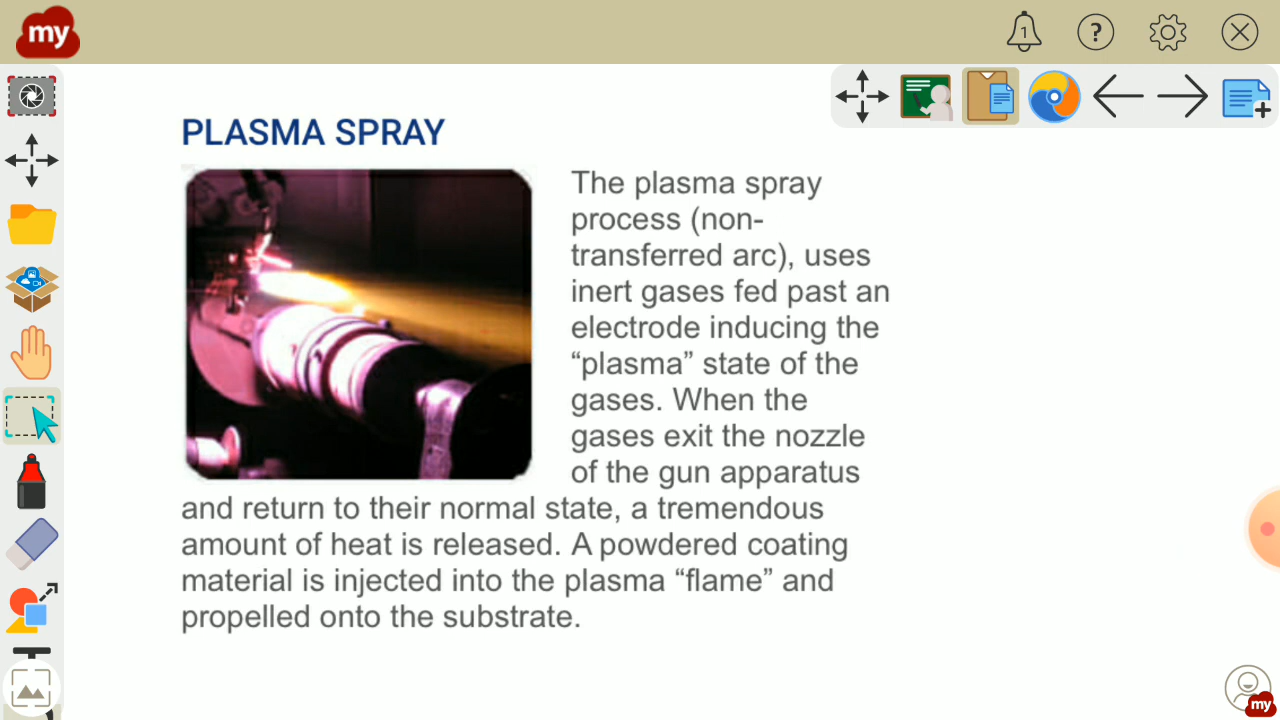 my
1
?
PLASMA SPRAY
The plasma spray
process (non-
transferred arc), uses
inert gases fed past an
electrode inducing the
“plasma” state of the
gases. When the
gases exit the nozzle
of the gun apparatus
and return to their normal state, a tremendous
amount of heat is released. A powdered coating
material is injected into the plasma “flame” and
propelled onto the substrate.
my